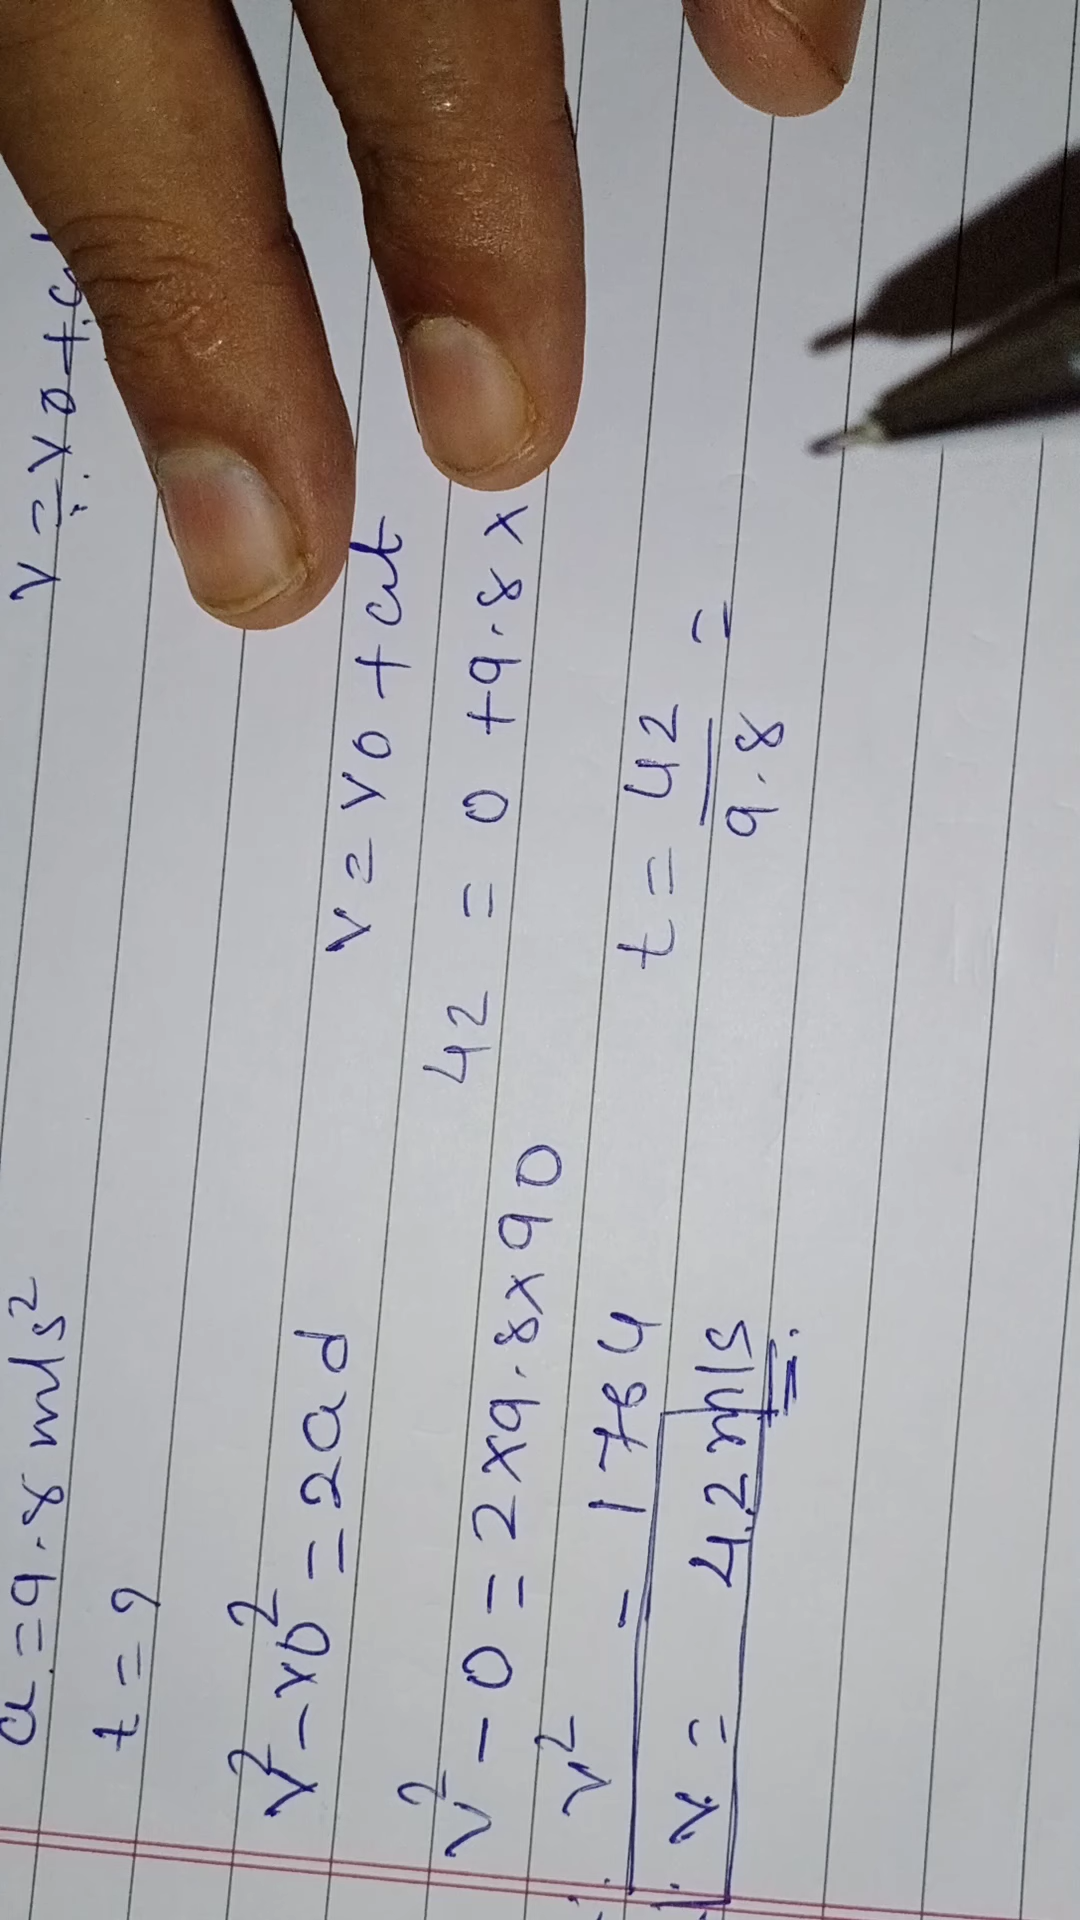 a = 9.8 m/s²
v = v0 + a
t = ?
v² - v0² = 2ad
v = v0 + at
v² - 0 = 2 x 9.8 x 90
42 = 0 + 9.8 x
v² = 1764
t = 42/9.8 =
v = 42 m/s